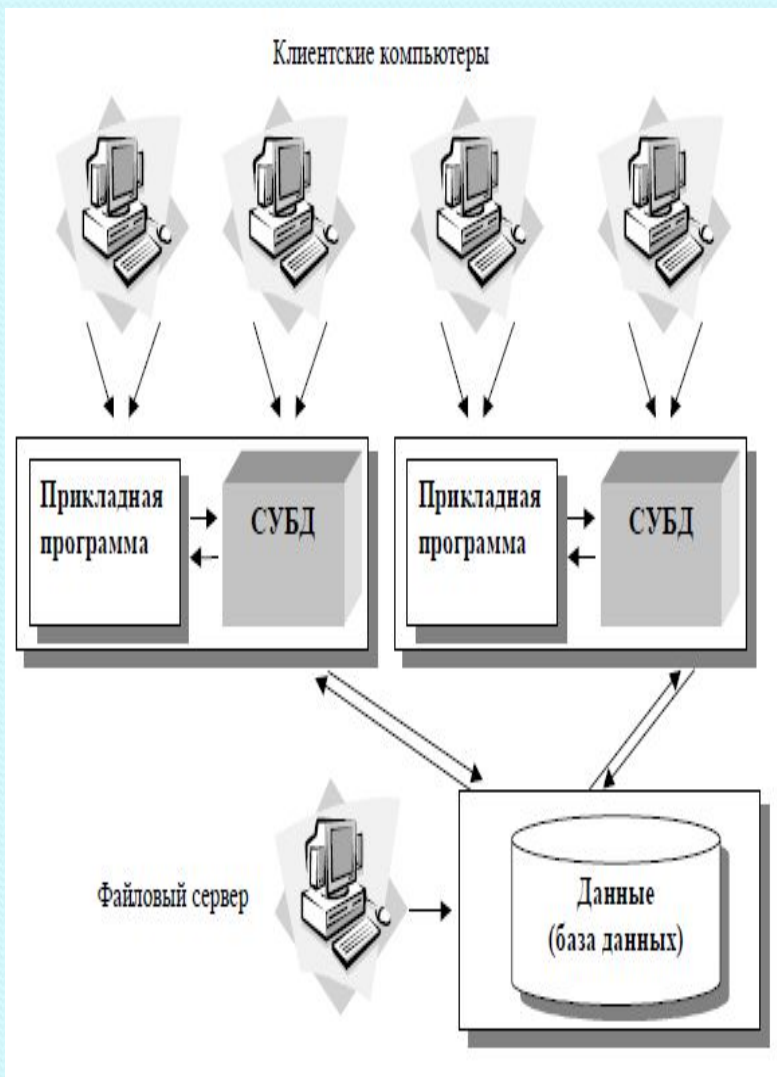 Клиентские компьютеры
Прикладная
программа
СУБД
Прикладная
программа
СУБД
Файловый сервер
Данные
(база данных)